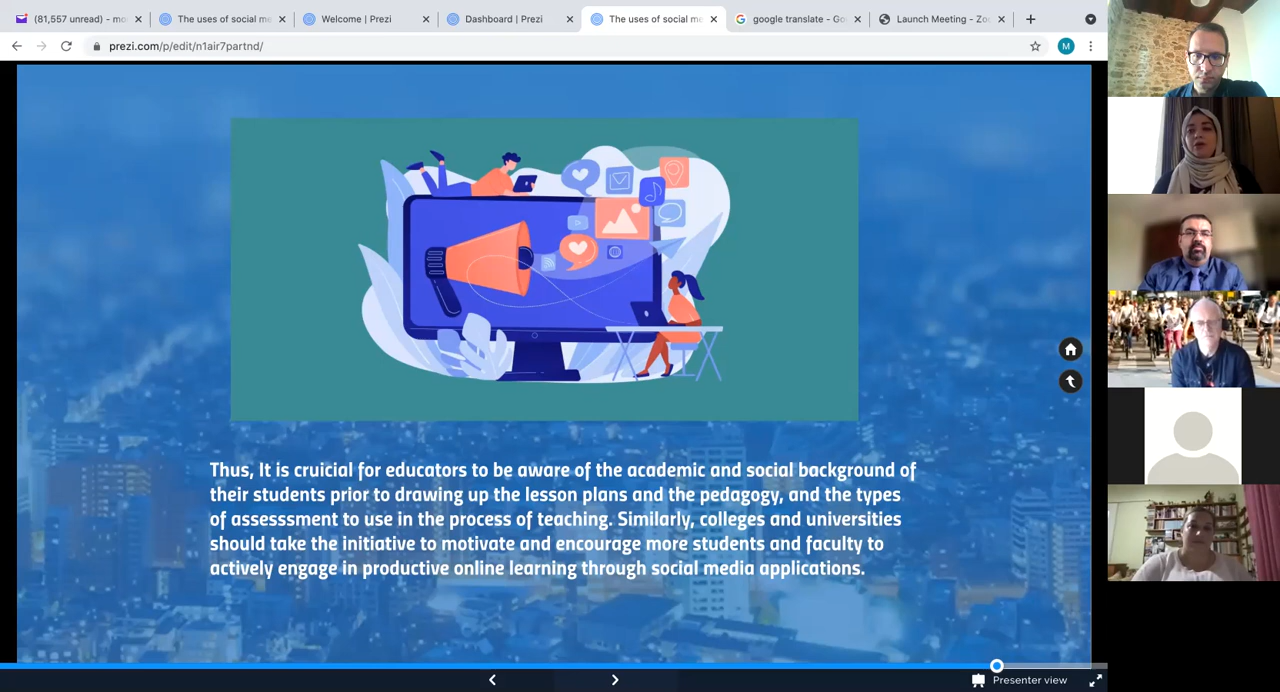 (81,557 unread) - mo
The uses of social me
Welcome | Prezi
Dashboard | Prezi
The uses of social me
google translate - Go
Launch Meeting - Zo
prezi.com/p/edit/n1air7partnd/
M
Thus, It is cruicial for educators to be aware of the academic and social background of
their students prior to drawing up the lesson plans and the pedagogy, and the types
of assesssment to use in the process of teaching. Similarly, colleges and universities
should take the initiative to motivate and encourage more students and faculty to
actively engage in productive online learning through social media applications.
Presenter view